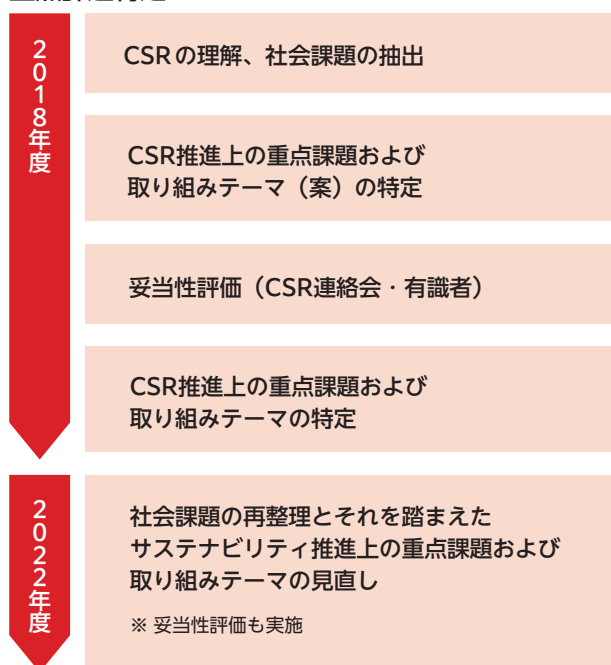 2018年度
CSRの理解、社会課題の抽出
CSR推進上の重点課題および
取り組みテーマ（案）の特定
妥当性評価（CSR連絡会・有識者）
CSR推進上の重点課題および
取り組みテーマの特定
2022年度
社会課題の再整理とそれを踏まえた
サステナビリティ推進上の重点課題および
取り組みテーマの見直し
※ 妥当性評価も実施